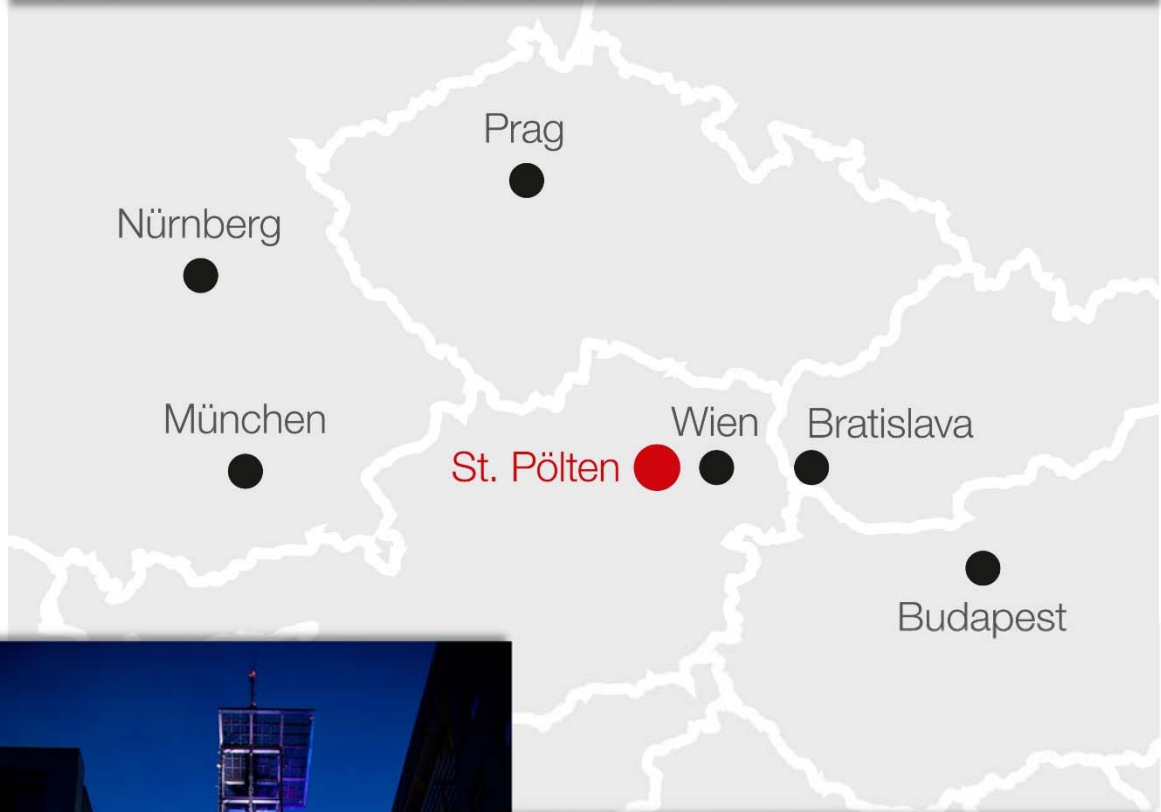 Prag
Nürnberg
München
Wien
Bratislava
St. Pölten
Budapest